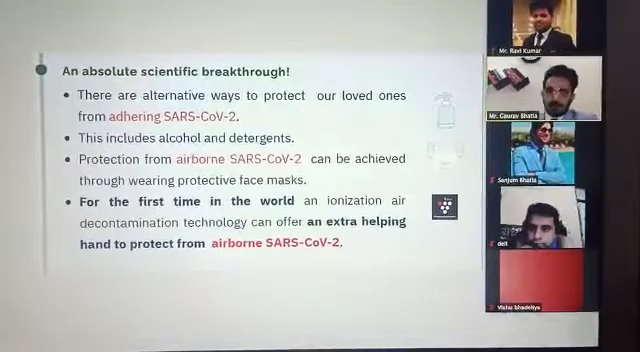 An absolute scientific breakthrough!
• There are alternative ways to protect our loved ones
from adhering SARS-CoV-2.
• This includes alcohol and detergents.
• Protection from airborne SARS-CoV-2 can be achieved
through wearing protective face masks.
• For the first time in the world an ionization air
decontamination technology can offer an extra helping
hand to protect from airborne SARS-CoV-2.
Mr. Ravi Kumar
Mr. Gaurav Bhatia
Sanjum Bhatia
dell
Vishu bhadoliya